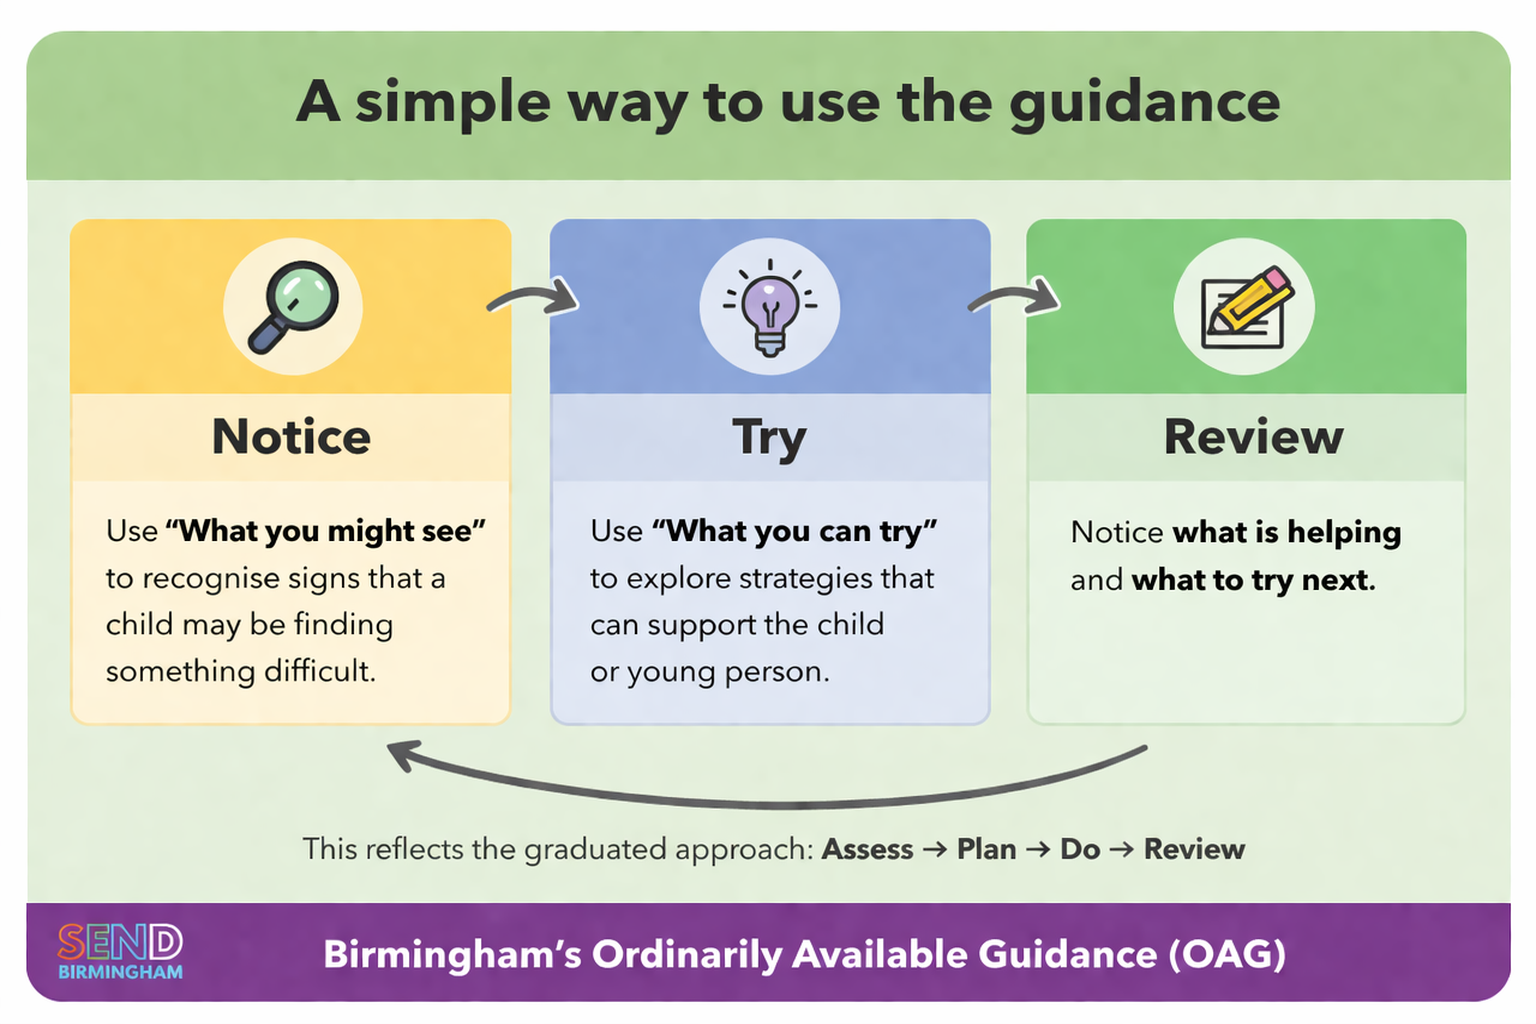 A simple way to use the guidance
Notice
Use “What you might see”
to recognise signs that a
child may be finding
something difficult.
Try
Use “What you can try”
to explore strategies that
can support the child
or young person.
Review
Notice what is helping
and what to try next.
This reflects the graduated approach: Assess → Plan → Do → Review
SEND
BIRMINGHAM
Birmingham’s Ordinarily Available Guidance (OAG)